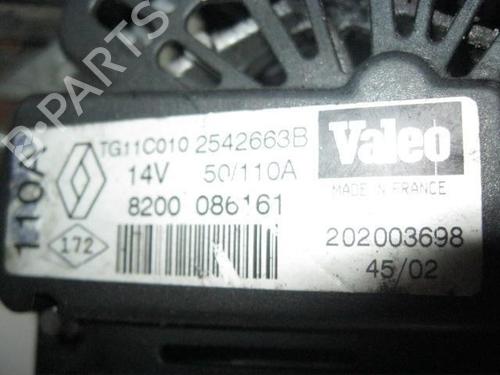 B-PARTS
TG11C010 2542663B
Valeo
14V 50/110A
MADE IN FRANCE
110A
8200 086161
202003698
172
45/02